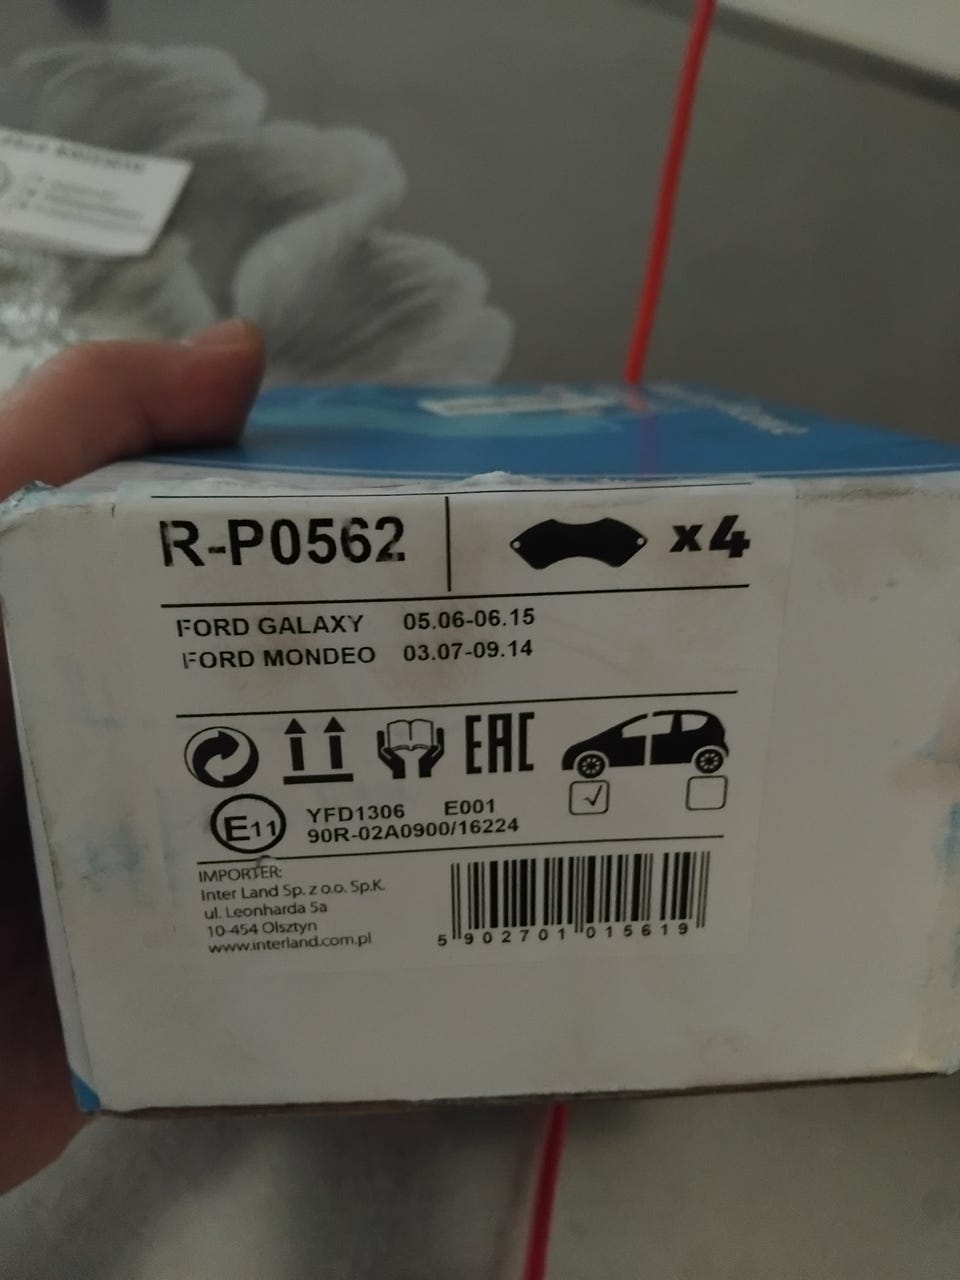 R-P0562
x4
FORD GALAXY 05.06-06.15
FORD MONDEO 03.07-09.14
EAC
E11
YFD1306 E001
90R-02A0900/16224
IMPORTER:
Inter Land Sp. z o.o. Sp.K.
ul. Leonharda 5a
10-454 Olsztyn
www.interland.com.pl
5 902701 015619